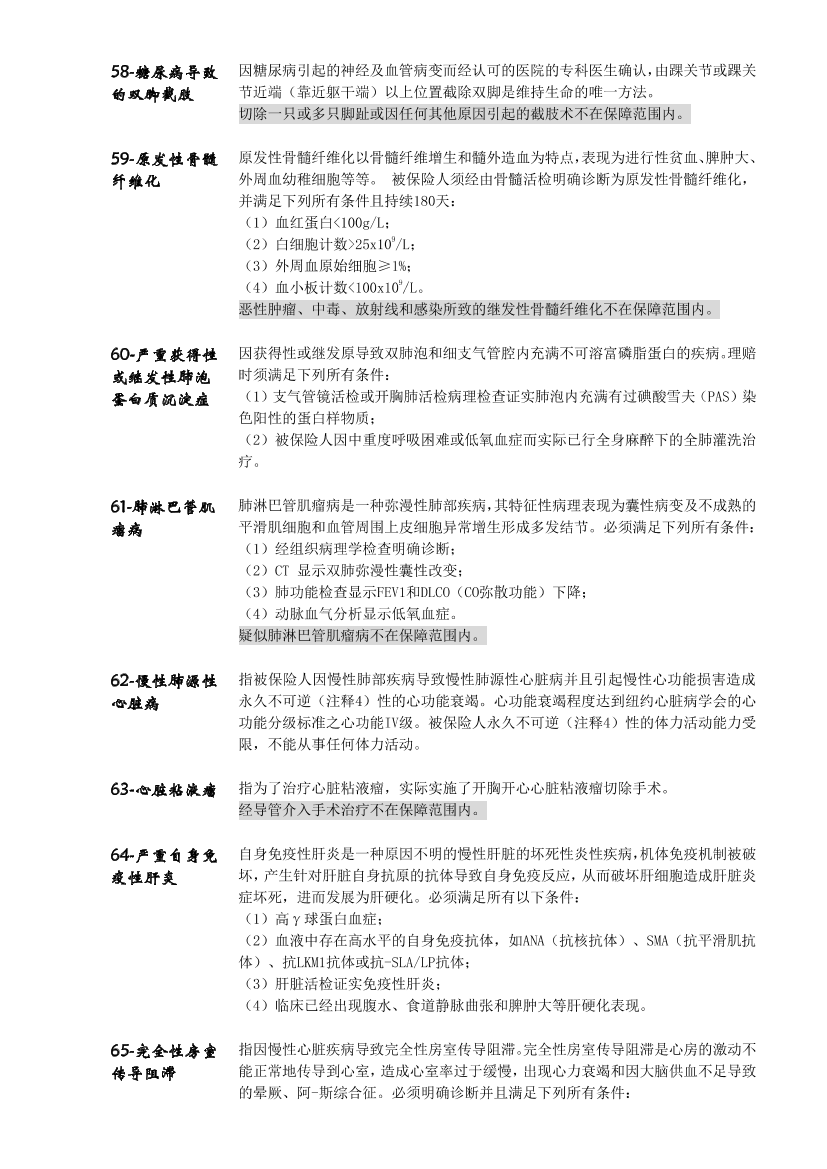 58-糖尿病导致的双脚截肢
因糖尿病引起的神经及血管病变而经认可的医院的专科医生确认，由踝关节或踝关
节近端（靠近躯干端）以上位置截除双脚是维持生命的唯一方法。
切除一只或多只脚趾或因任何其他原因引起的截肢术不在保障范围内。
59-原发性骨髓
纤维化
原发性骨髓纤维化以骨髓纤维增生和髓外造血为特点，表现为进行性贫血、脾肿大、
外周血幼稚细胞等等。 被保险人须经由骨髓活检明确诊断为原发性骨髓纤维化，
并满足下列所有条件且持续180天：
（1）血红蛋白<100g/L；
（2）白细胞计数>25x10⁹/L；
（3）外周血原始细胞≥1%；
（4）血小板计数<100x10⁹/L。
恶性肿瘤、中毒、放射线和感染所致的继发性骨髓纤维化不在保障范围内。
60-严重获得性
或继发性肺泡
蛋白质沉淀症
因获得性或继发原导致双肺泡和细支气管腔内充满不可溶富磷脂蛋白的疾病。理赔
时须满足下列所有条件：
（1）支气管镜活检或开胸肺活检病理检查证实肺泡内充满有过碘酸雪夫（PAS）染
色阳性的蛋白样物质；
（2）被保险人因中重度呼吸困难或低氧血症而实际已行全身麻醉下的全肺灌洗治
疗。
61-肺淋巴管肌
瘤病
肺淋巴管肌瘤病是一种弥漫性肺部疾病，其特征性病理表现为囊性病变及不成熟的
平滑肌细胞和血管周围上皮细胞异常增生形成多发结节。必须满足下列所有条件：
（1）经组织病理学检查明确诊断；
（2）CT 显示双肺弥漫性囊性改变；
（3）肺功能检查显示FEV1和DLCO（CO弥散功能）下降；
（4）动脉血气分析显示低氧血症。
疑似肺淋巴管肌瘤病不在保障范围内。
62-慢性肺源性
心脏病
指被保险人因慢性肺部疾病导致慢性肺源性心脏病并且引起慢性心功能损害造成
永久不可逆（注释4）性的心功能衰竭。心功能衰竭程度达到纽约心脏病学会的心
功能分级标准之心功能IV级。被保险人永久不可逆（注释4）性的体力活动能力受
限，不能从事任何体力活动。
63-心脏粘液瘤
指为了治疗心脏粘液瘤，实际实施了开胸开心心脏粘液瘤切除手术。
经导管介入手术治疗不在保障范围内。
64-严重自身免
疫性肝炎
自身免疫性肝炎是一种原因不明的慢性肝脏的坏死性炎性疾病，机体免疫机制被破
坏，产生针对肝脏自身抗原的抗体导致自身免疫反应，从而破坏肝细胞造成肝脏炎
症坏死，进而发展为肝硬化。必须满足所有以下条件：
（1）高γ球蛋白血症；
（2）血液中存在高水平的自身免疫抗体，如ANA（抗核抗体）、SMA（抗平滑肌抗
体）、抗LKM1抗体或抗-SLA/LP抗体；
（3）肝脏活检证实免疫性肝炎；
（4）临床已经出现腹水、食道静脉曲张和脾肿大等肝硬化表现。
65-完全性房室
传导阻滞
指因慢性心脏疾病导致完全性房室传导阻滞。完全性房室传导阻滞是心房的激动不
能正常地传导到心室，造成心室率过于缓慢，出现心力衰竭和因大脑供血不足导致
的晕厥、阿-斯综合征。必须明确诊断并且满足下列所有条件：